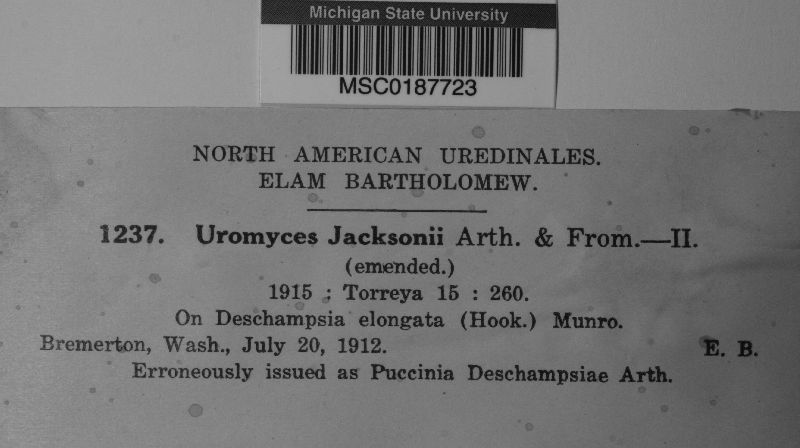 Michigan State University
MSC0187723
NORTH AMERICAN UREDINALES.
ELAM BARTHOLOMEW.
1237. Uromyces Jacksonii Arth. & From.—II.
(emended.)
1915 : Torreya 15 : 260.
On Deschampsia elongata (Hook.) Munro.
Bremerton, Wash., July 20, 1912. E. B.
Erroneously issued as Puccinia Deschampsiae Arth.